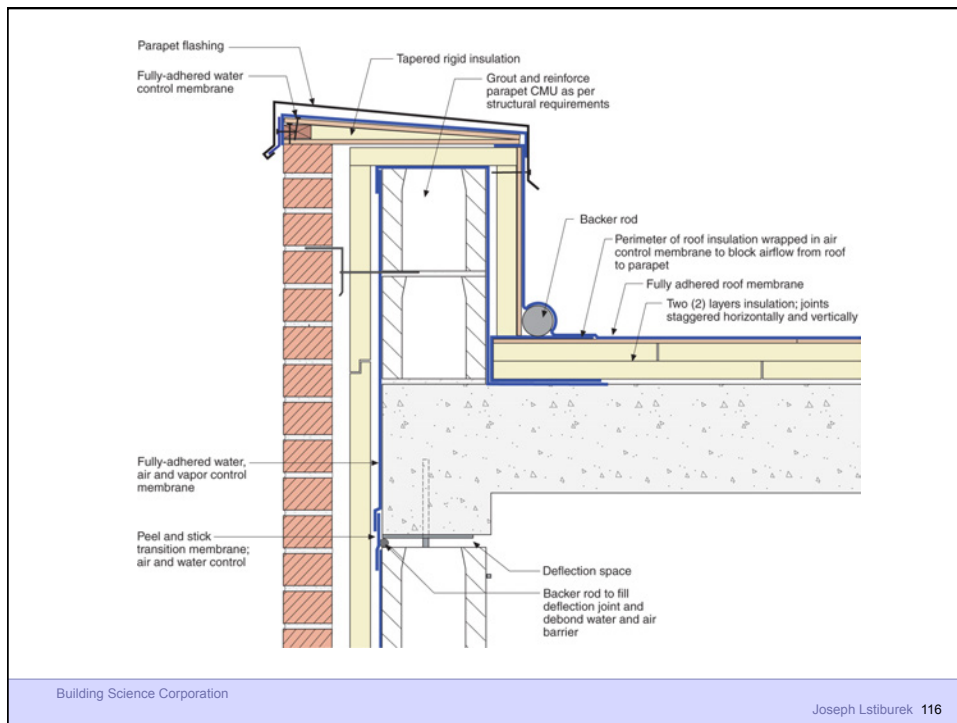 Parapet flashing
Fully-adhered water
control membrane
Tapered rigid insulation
Grout and reinforce
parapet CMU as per
structural requirements
Backer rod
Perimeter of roof insulation wrapped in air
control membrane to block airflow from roof
to parapet
Fully adhered roof membrane
Two (2) layers insulation; joints
staggered horizontally and vertically
Fully-adhered water,
air and vapor control
membrane
Peel and stick
transition membrane;
air and water control
Deflection space
Backer rod to fill
deflection joint and
debond water and air
barrier
Building Science Corporation
Joseph Lstiburek 116